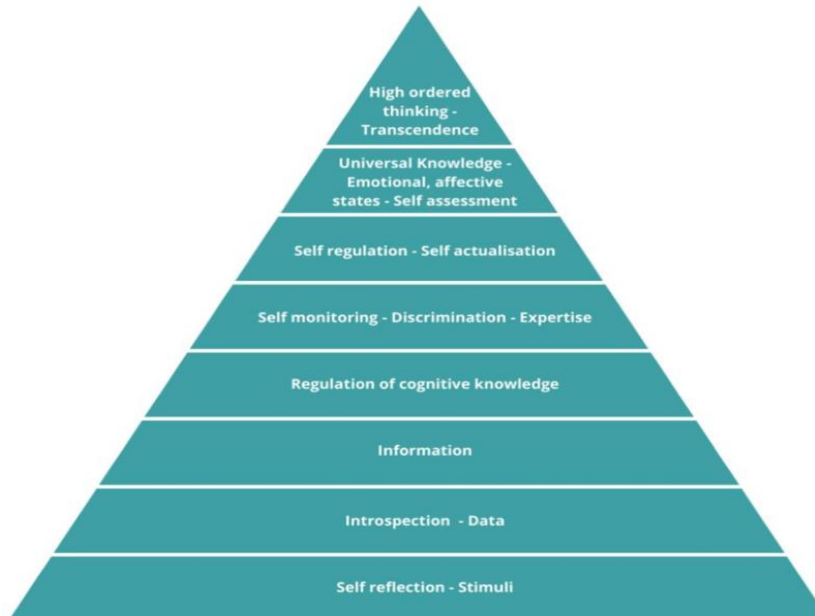 High ordered
thinking -
Transcendence
Universal Knowledge -
Emotional, affective
states - Self assessment
Self regulation - Self actualisation
Self monitoring - Discrimination - Expertise
Regulation of cognitive knowledge
Information
Introspection - Data
Self reflection - Stimuli